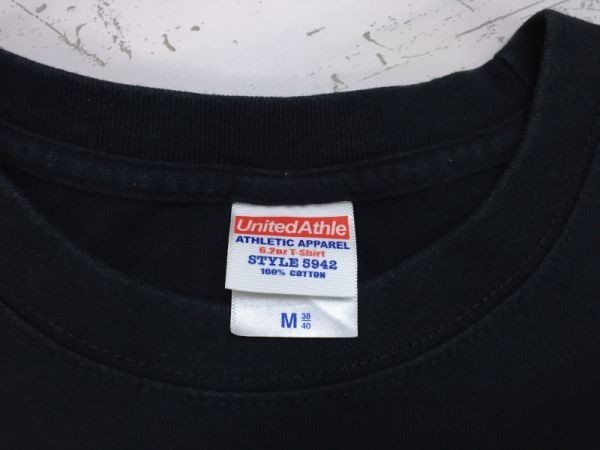 UnitedAthle
ATHLETIC APPAREL
6.2oz T-Shirt
STYLE 5942
100% COTTON
M 38/40